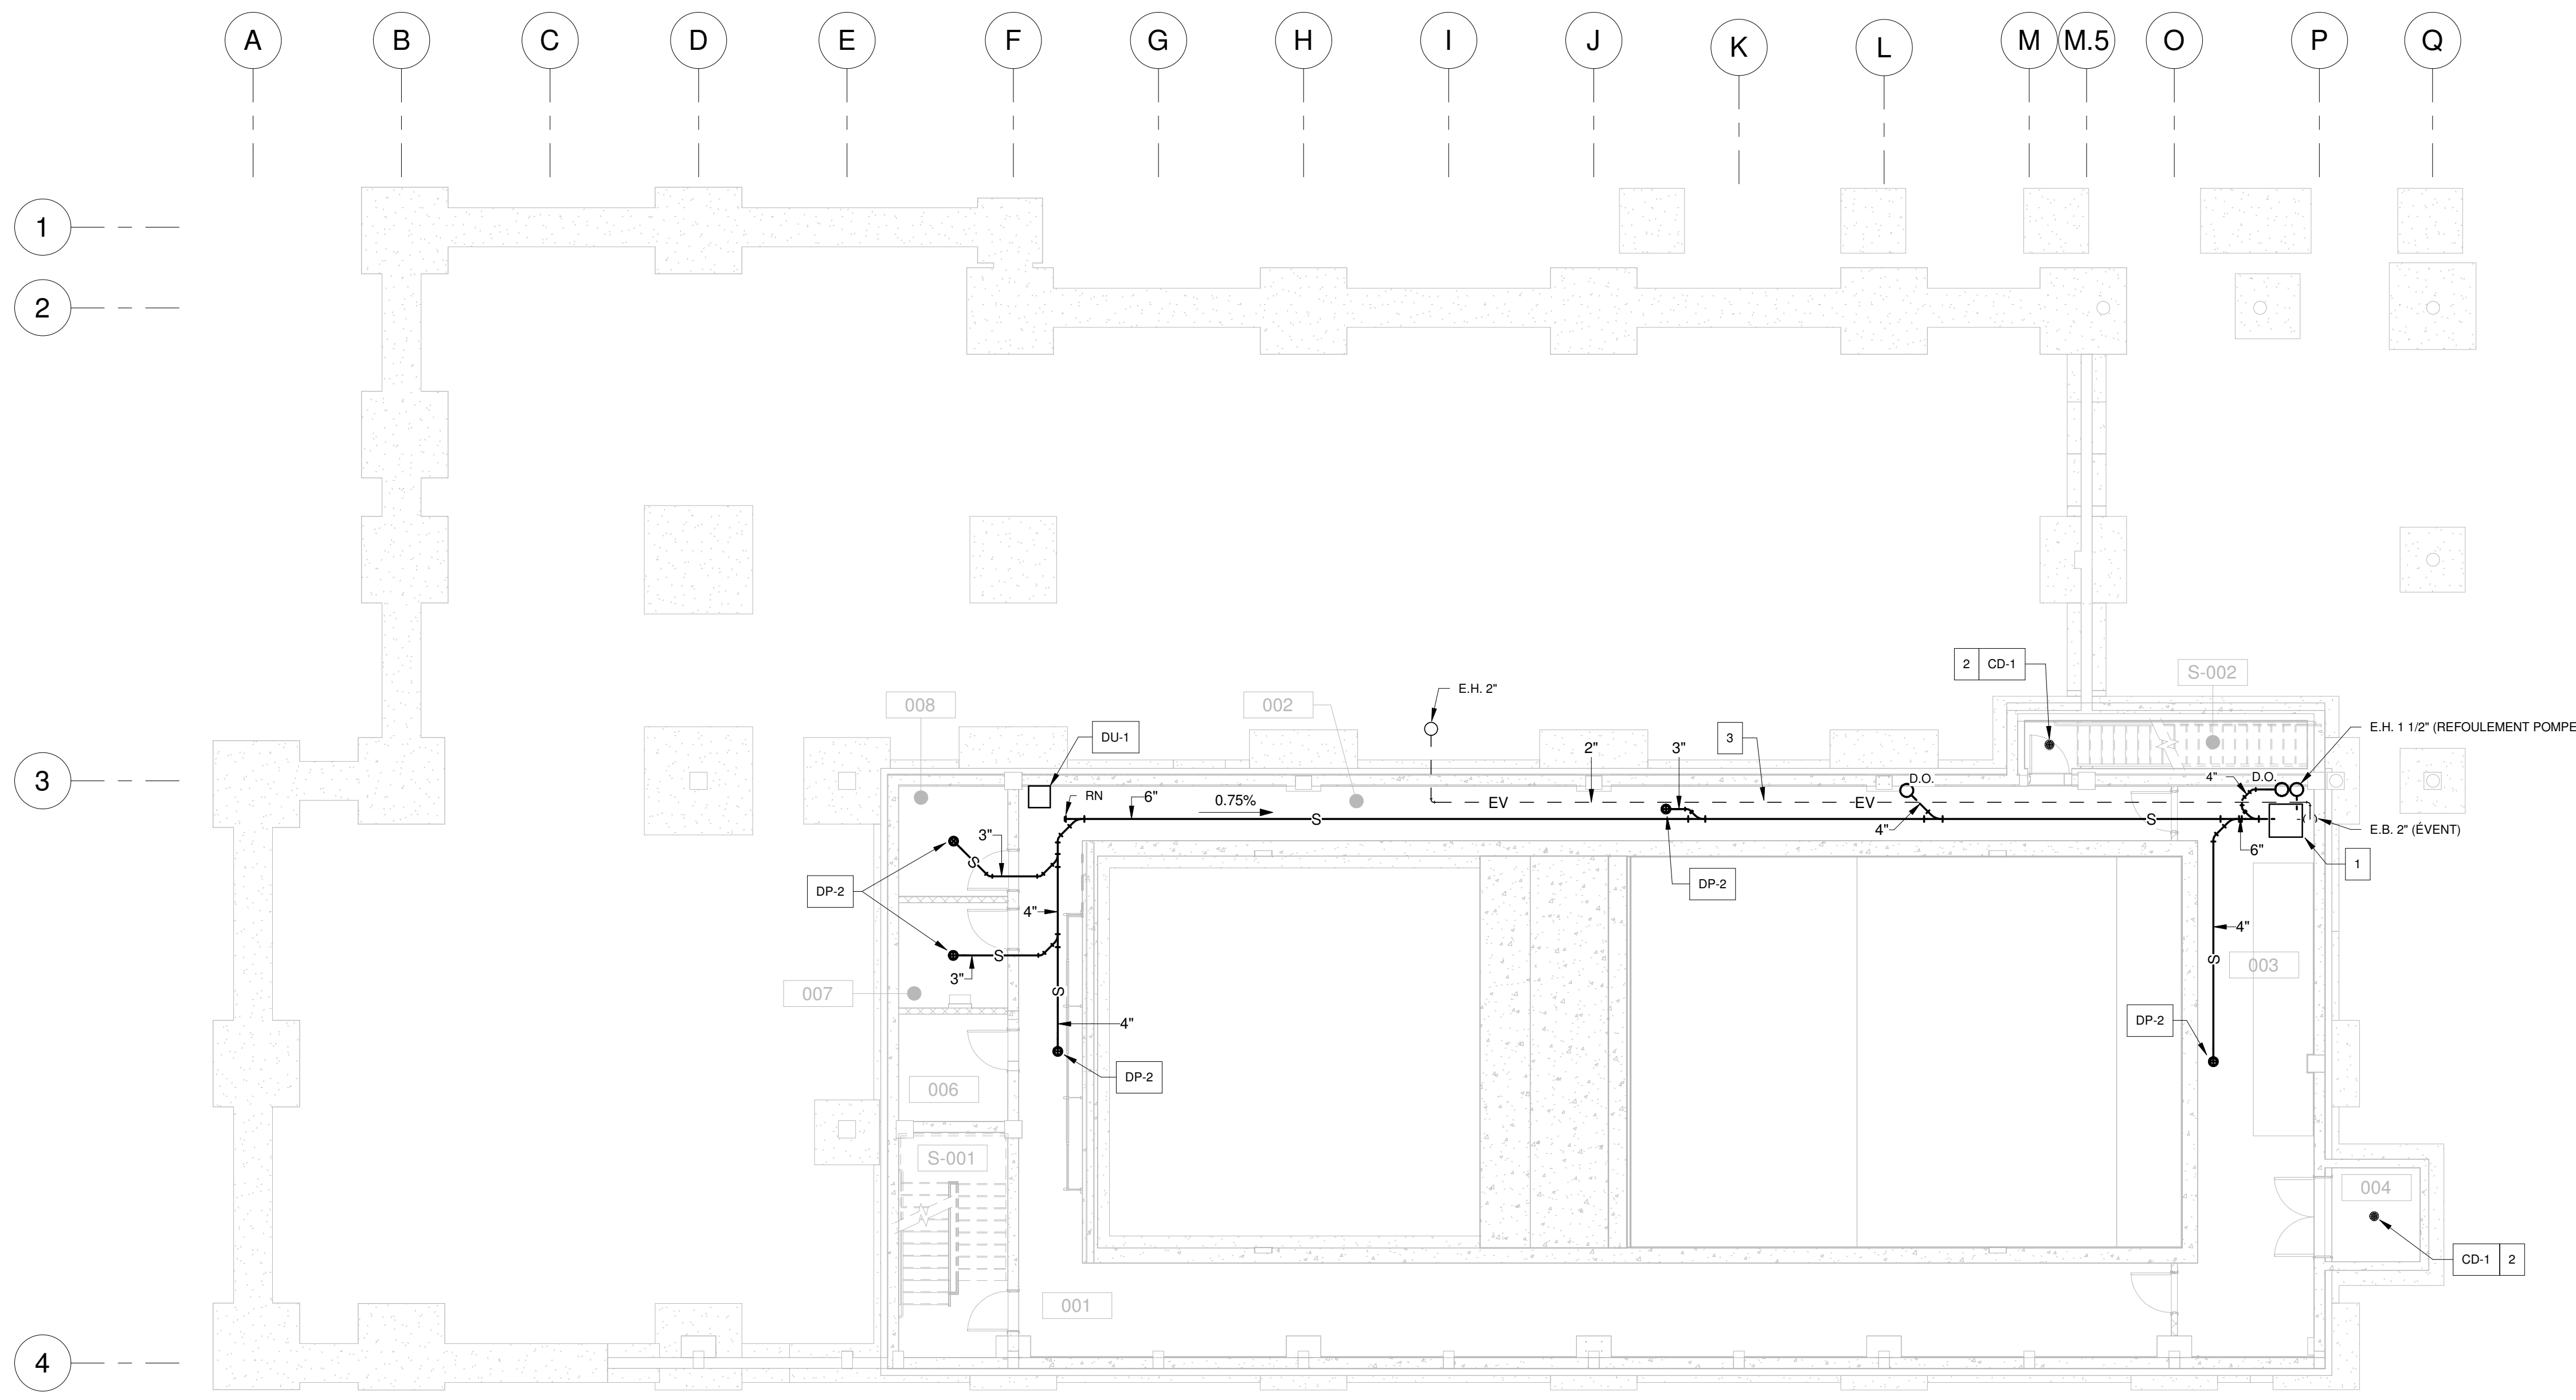 A
B
C
D
E
F
G
H
I
J
K
L
M
M.5
O
P
Q
1
2
2 CD-1
S-002
E.H. 2"
008
002
DU-1
3
2"
3"
E.H. 1 1/2" (REFOULEMENT POMPE
3
D.O.
4"
D.O.
RN
6"
0.75%
EV
EV
S
S
4"
E.B. 2" (ÉVENT)
6"
1
3"
S
DP-2
DP-2
4"
4"
S
3"
S
003
007
S
4"
DP-2
DP-2
006
S-001
004
CD-1 2
001
4